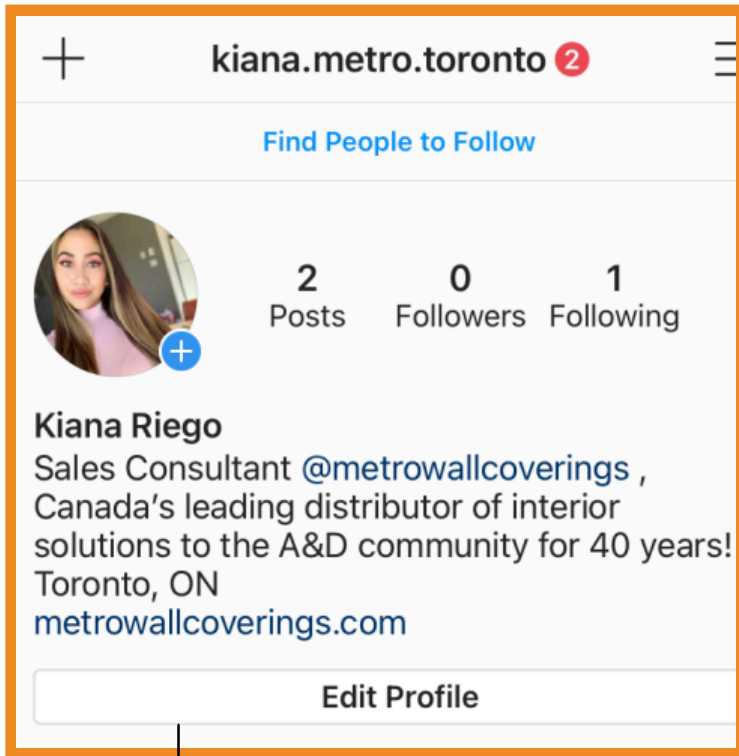 kiana.metro.toronto 2
Find People to Follow
2 0 1
Posts Followers Following
Kiana Riego
Sales Consultant @metrowallcoverings ,
Canada’s leading distributor of interior
solutions to the A&D community for 40 years!
Toronto, ON
metrowallcoverings.com
Edit Profile